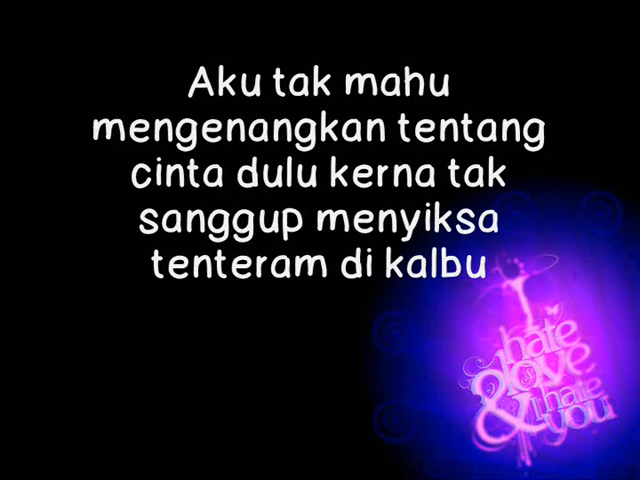 Aku tak mahu
mengenangkan tentang
cinta dulu kerna tak
sanggup menyiksa
tenteram di kalbu
I
hate
love
& I hate
you